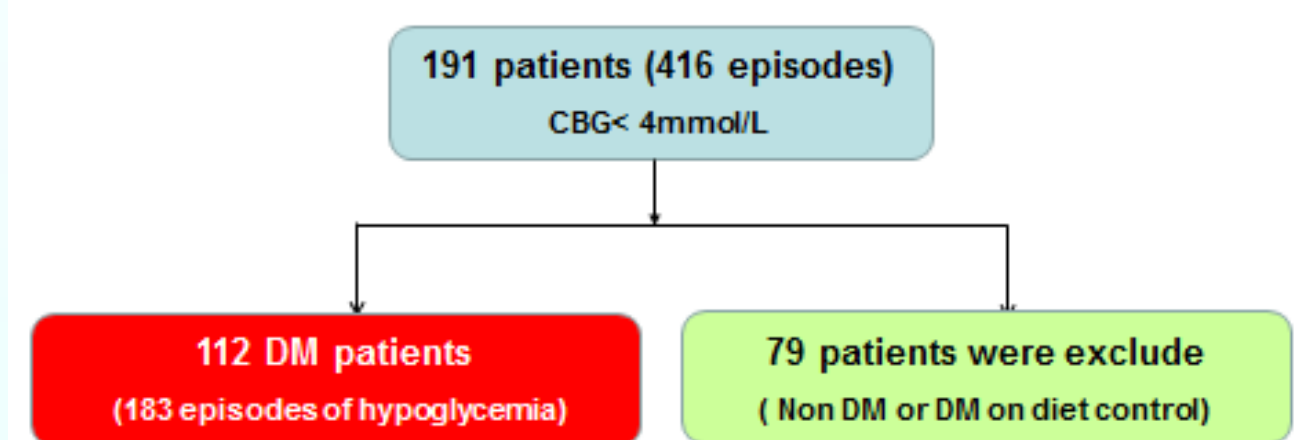 191 patients (416 episodes)
CBG< 4mmol/L
112 DM patients
(183 episodes of hypoglycemia)
79 patients were exclude
( Non DM or DM on diet control)